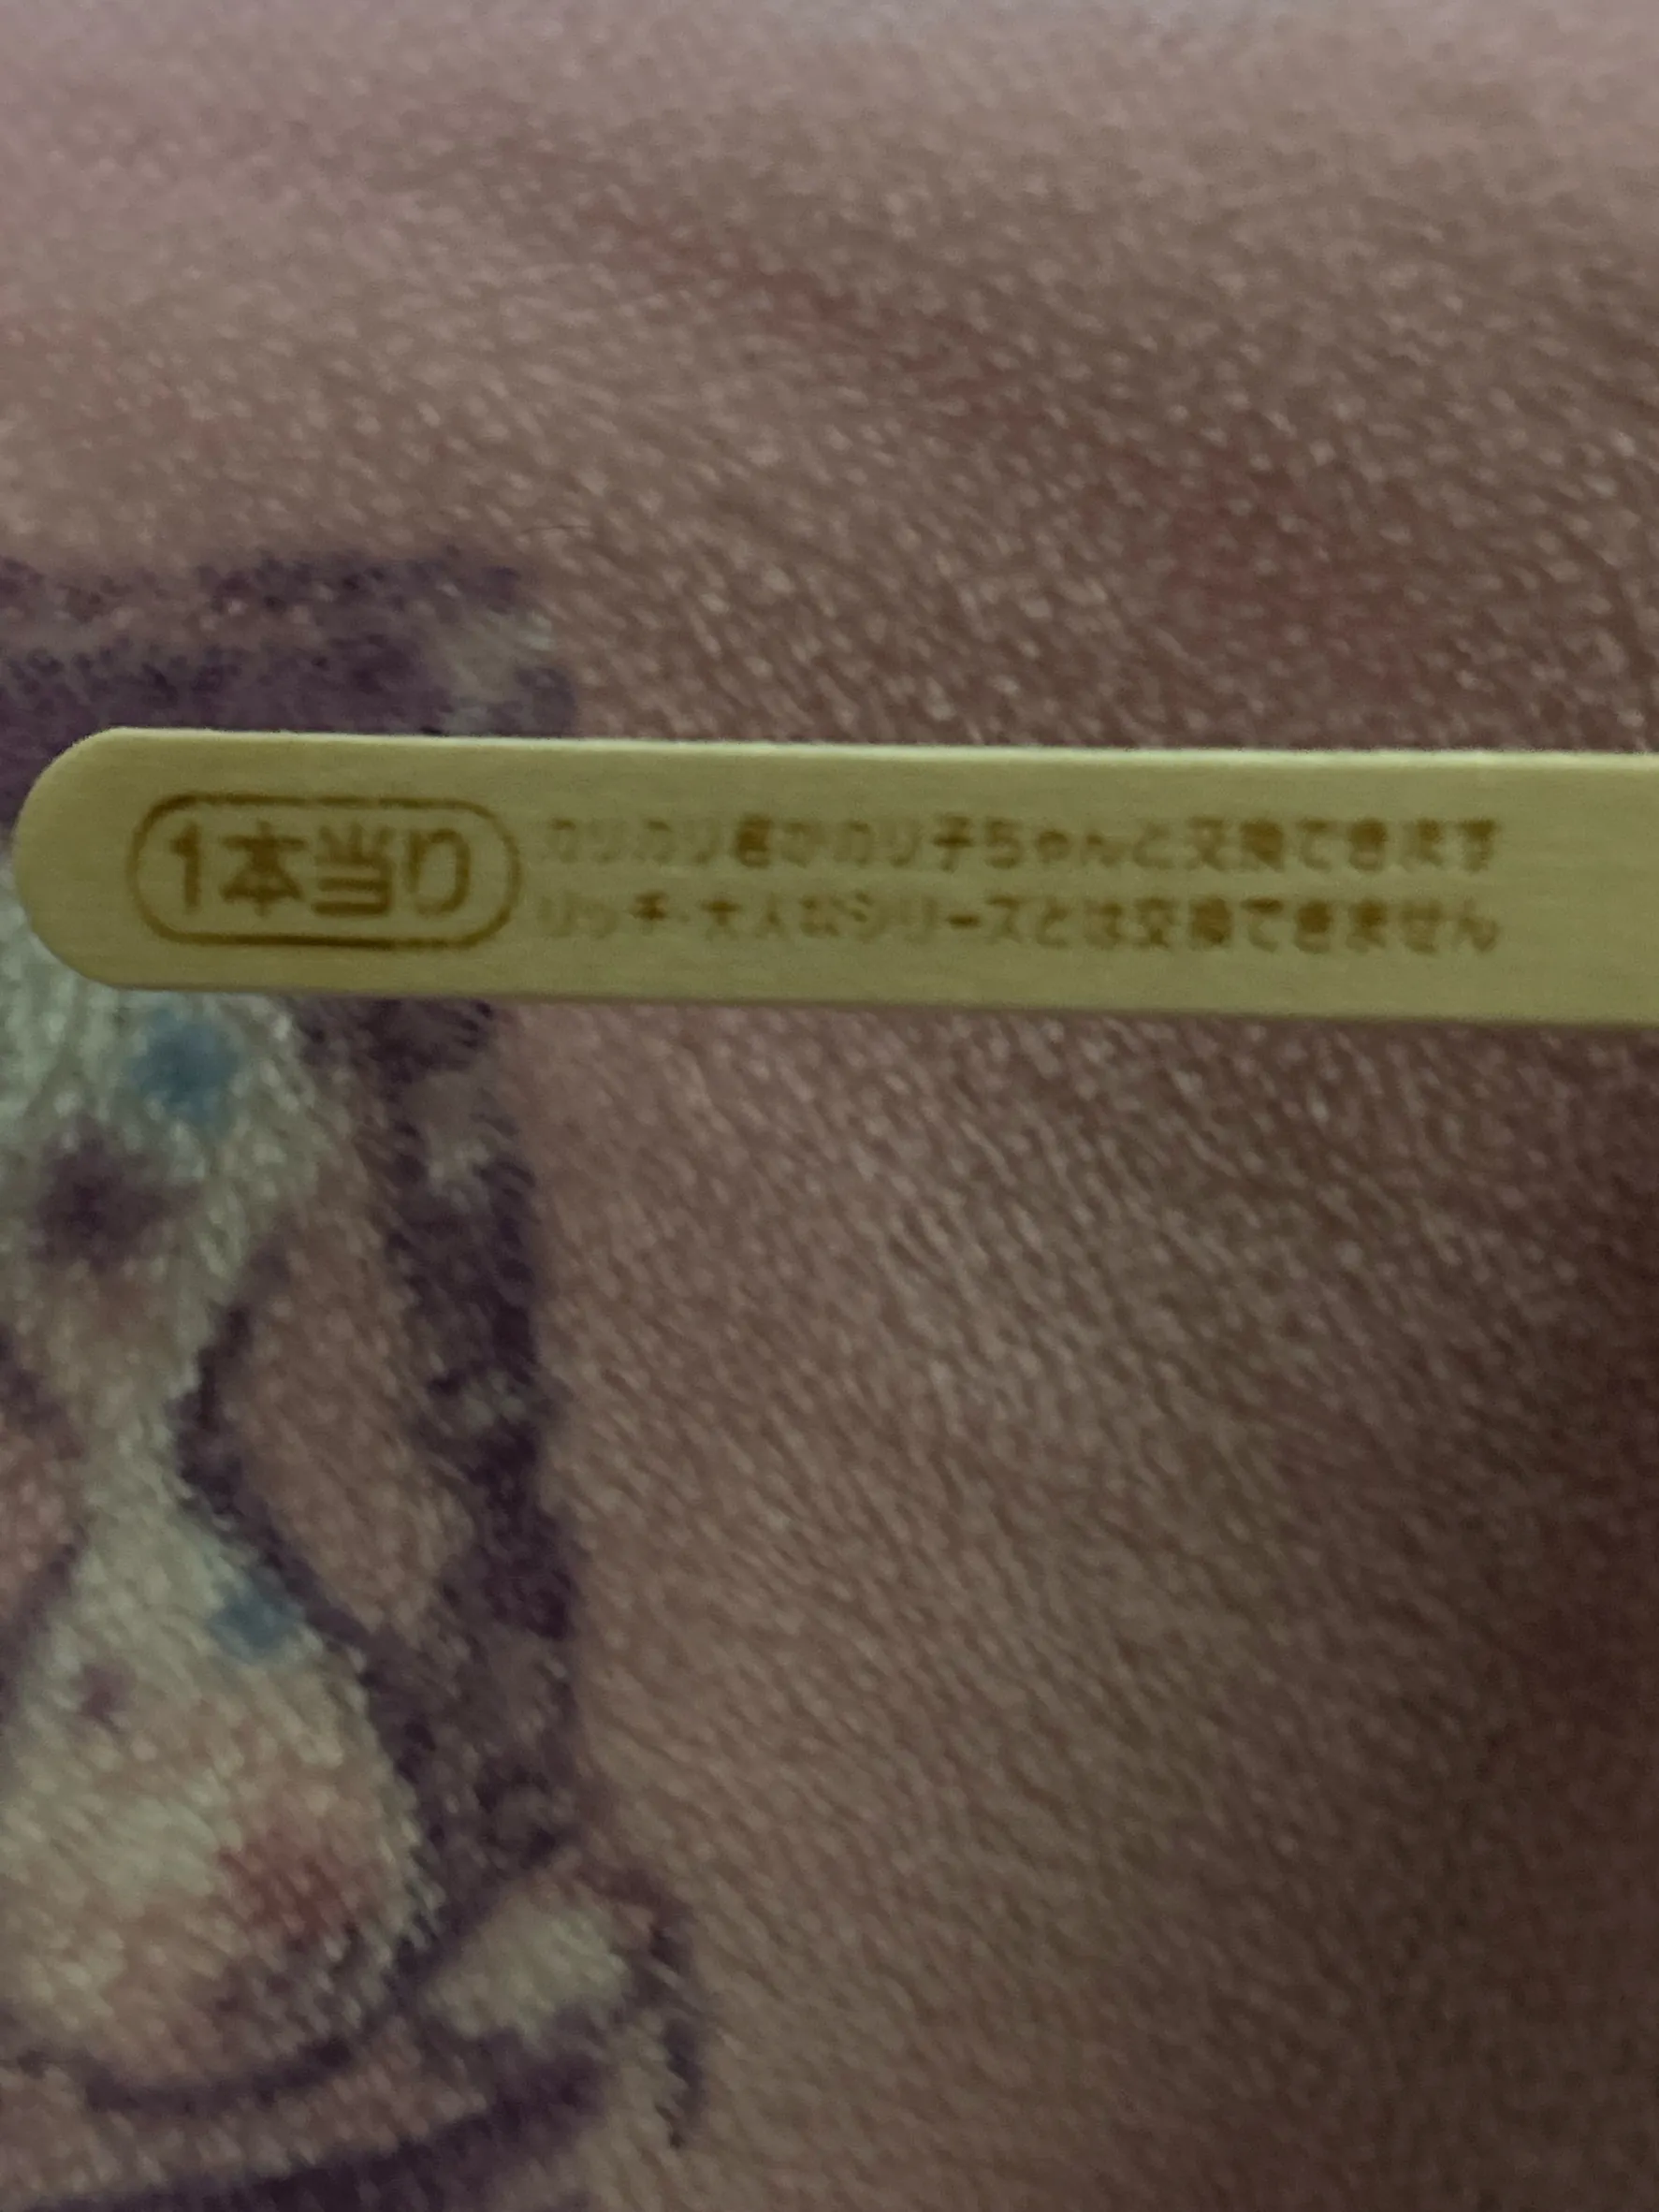 1本当り
ガリガリ君かガリ子ちゃんと交換できます
リッチ・大人なシリーズとは交換できません